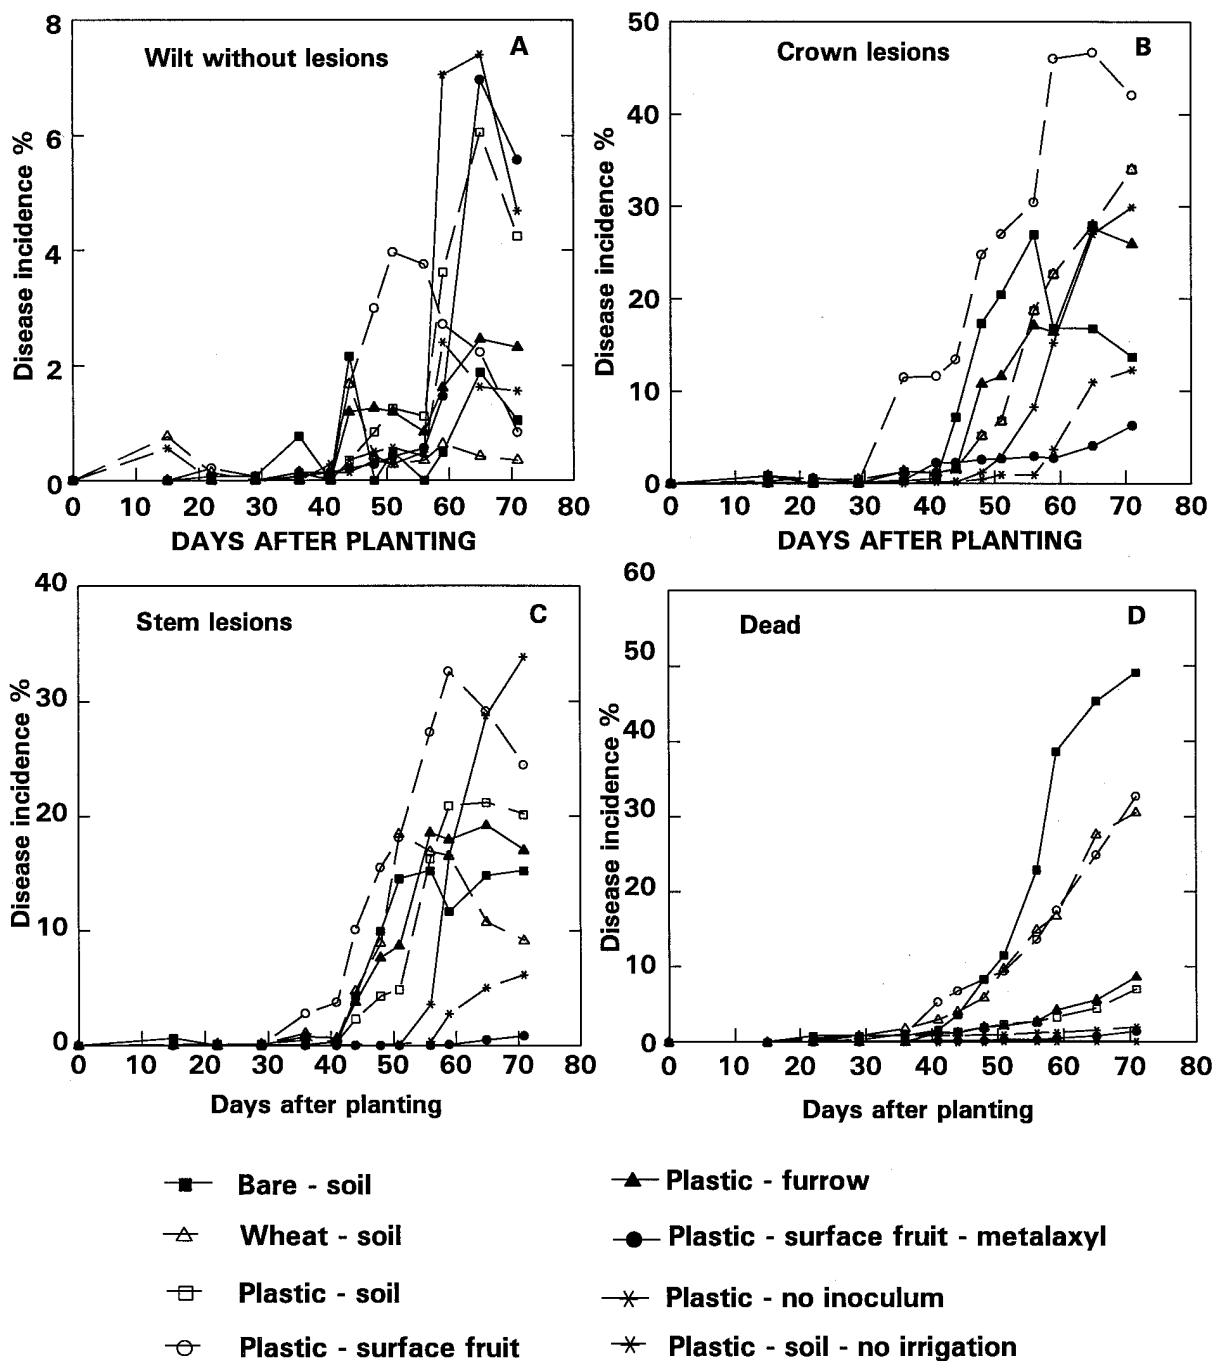 8
6
4
2
0
Disease incidence %
Wilt without lesions
A
0 10 20 30 40 50 60 70 80
DAYS AFTER PLANTING
50
40
30
20
10
0
Disease incidence %
Crown lesions
B
0 10 20 30 40 50 60 70 80
DAYS AFTER PLANTING
40
30
20
10
0
Disease incidence %
Stem lesions
C
0 10 20 30 40 50 60 70 80
Days after planting
60
50
40
30
20
10
0
Disease incidence %
Dead
D
0 10 20 30 40 50 60 70 80
Days after planting
Bare - soil
Wheat - soil
Plastic - soil
Plastic - surface fruit
Plastic - furrow
Plastic - surface fruit - metalaxyl
Plastic - no inoculum
Plastic - soil - no irrigation